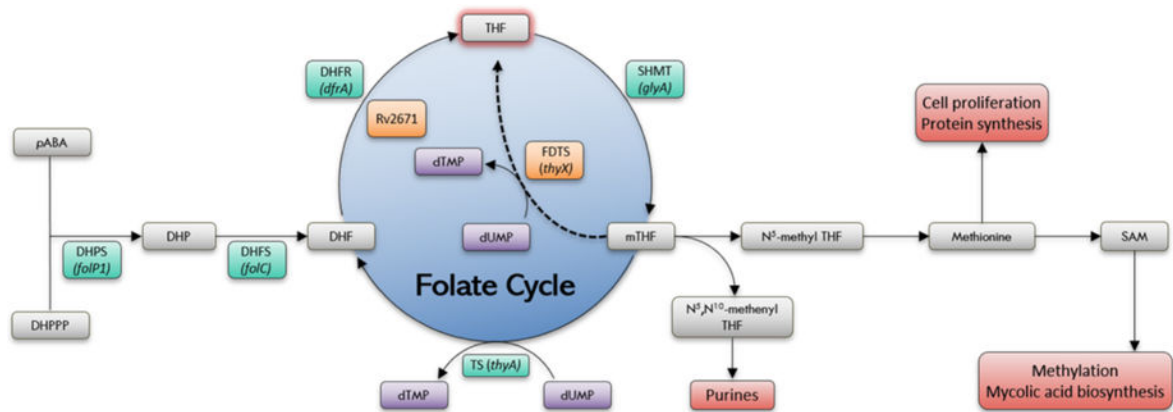 THF
DHFR
(dfrA)
SHMT
(glyA)
Rv2671
Cell proliferation
Protein synthesis
pABA
dTMP
FDTS
(thyX)
DHP
DHF
dUMP
mTHF
N⁵-methyl THF
Methionine
SAM
DHPS
(folP1)
DHFS
(folC)
Folate Cycle
DHPPP
N⁵,N¹⁰-methenyl
THF
TS (thyA)
dTMP
dUMP
Purines
Methylation
Mycolic acid biosynthesis